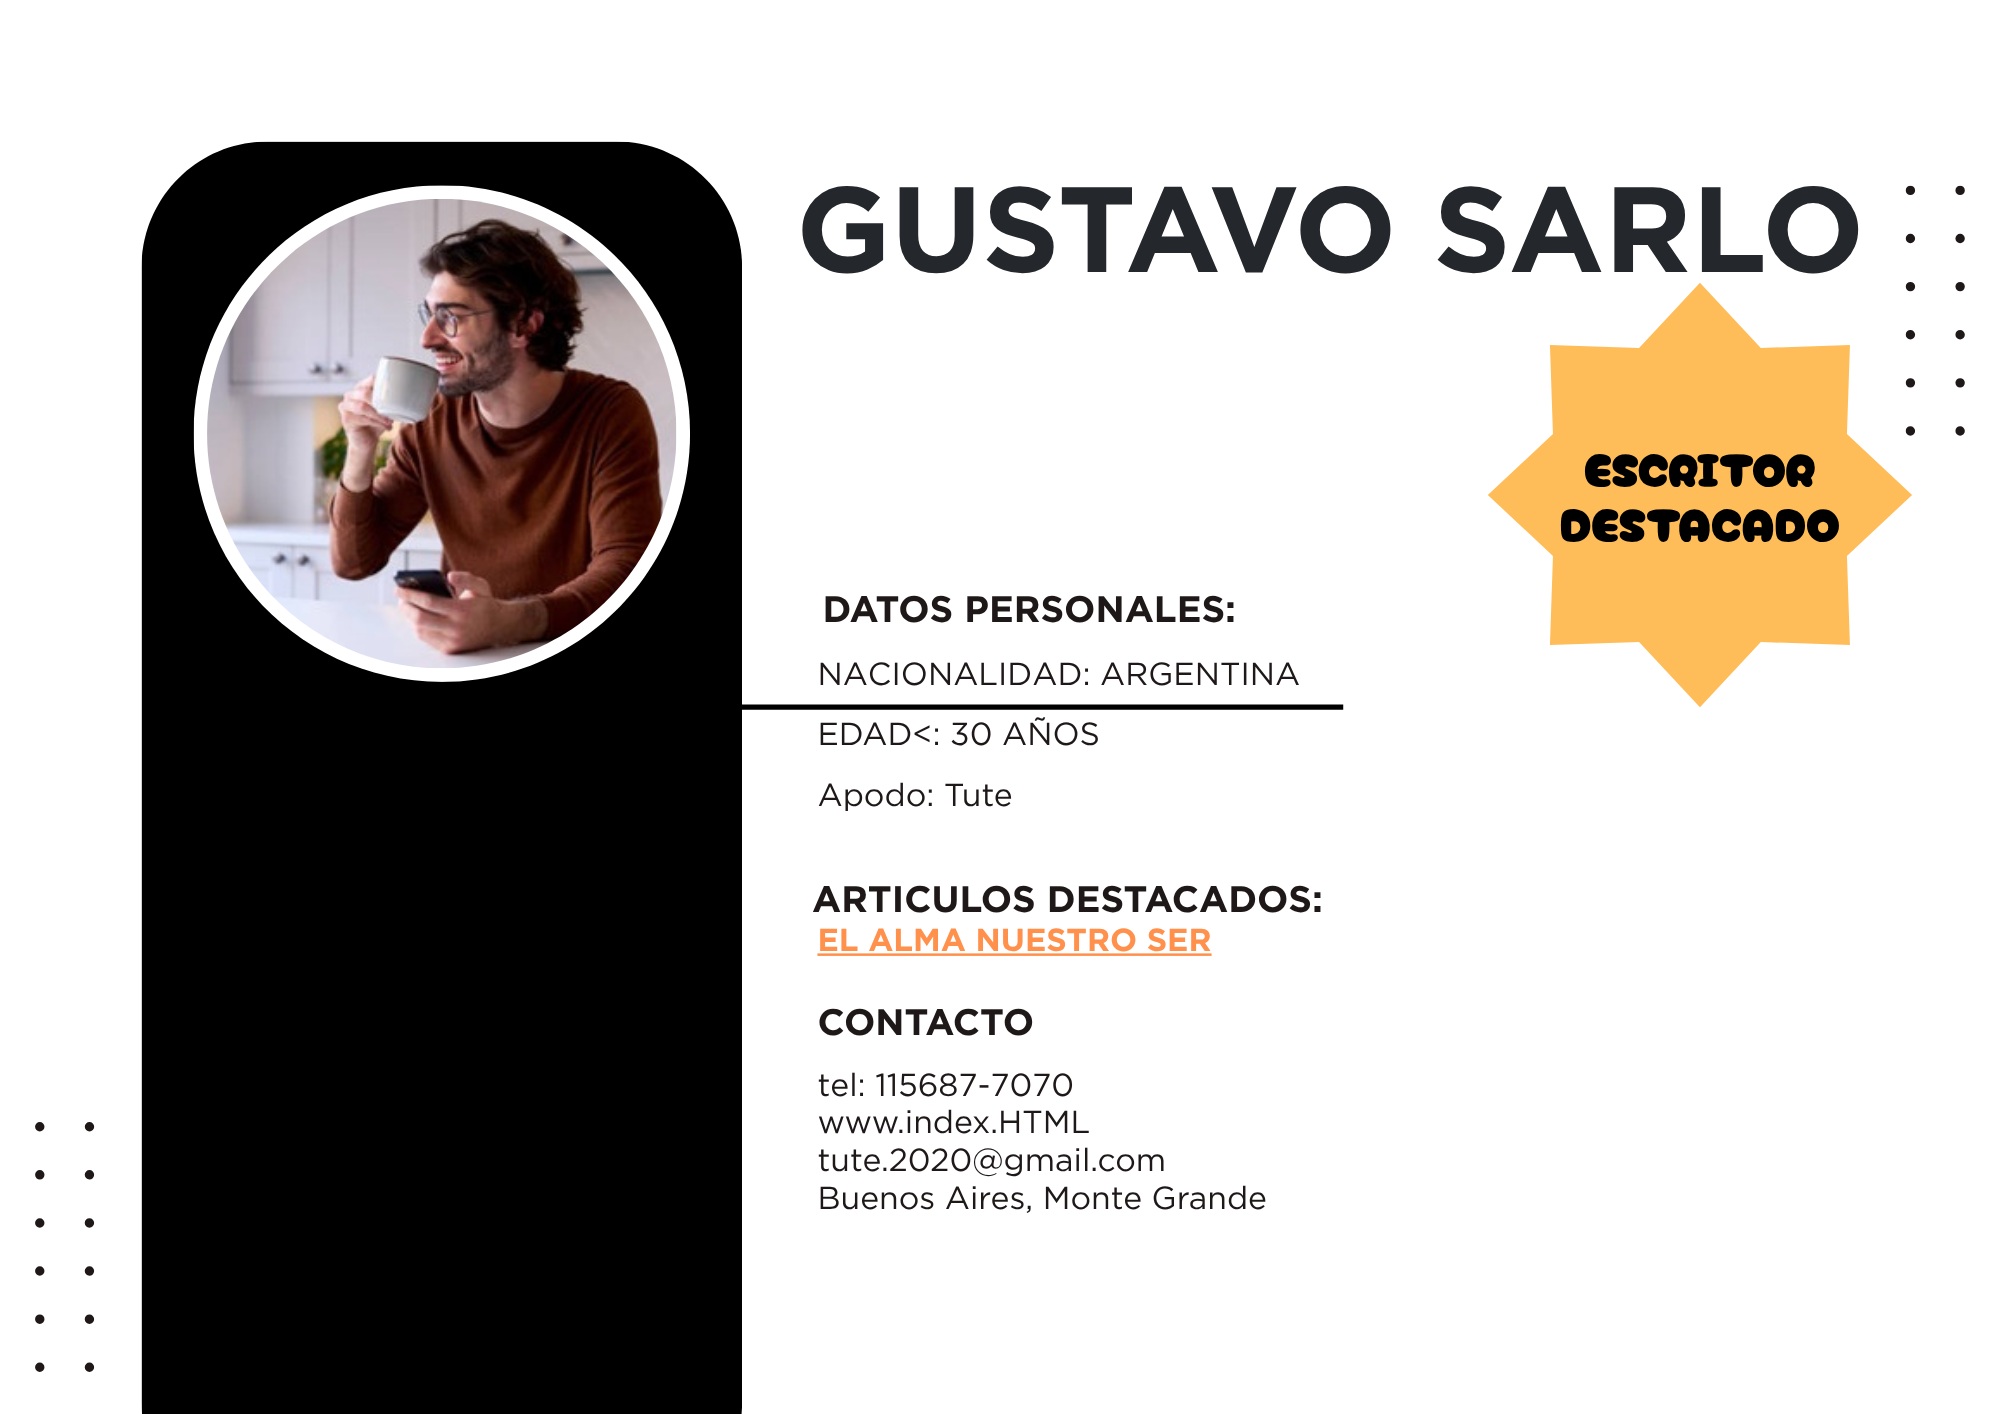 GUSTAVO SARLO
ESCRITOR
DESTACADO
DATOS PERSONALES:
NACIONALIDAD: ARGENTINA
EDAD<: 30 AÑOS
Apodo: Tute
ARTICULOS DESTACADOS:
EL ALMA NUESTRO SER
CONTACTO
tel: 115687-7070
www.index.HTML
tute.2020@gmail.com
Buenos Aires, Monte Grande